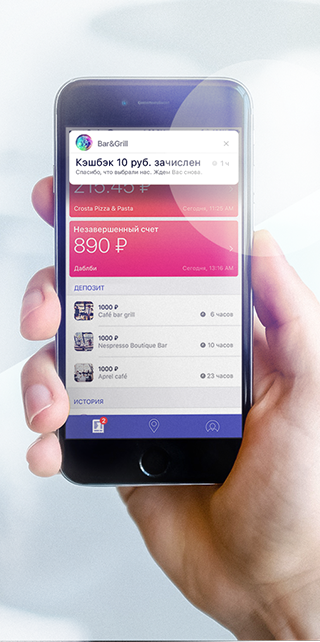 Bar&Grill
Кэшбэк 10 руб. зачислен
1 ч
Спасибо, что выбрали нас. Ждем Вас снова.
215.45 ₽
Crosta Pizza & Pasta
Сегодня, 11:25 AM
Незавершенный счет
890 ₽
Даблби
Сегодня, 13:16 AM
ДЕПОЗИТ
1000 ₽
Café bar grill
6 часов
1000 ₽
Nespresso Boutique Bar
10 часов
1000 ₽
Aprel café
23 часов
ИСТОРИЯ
2